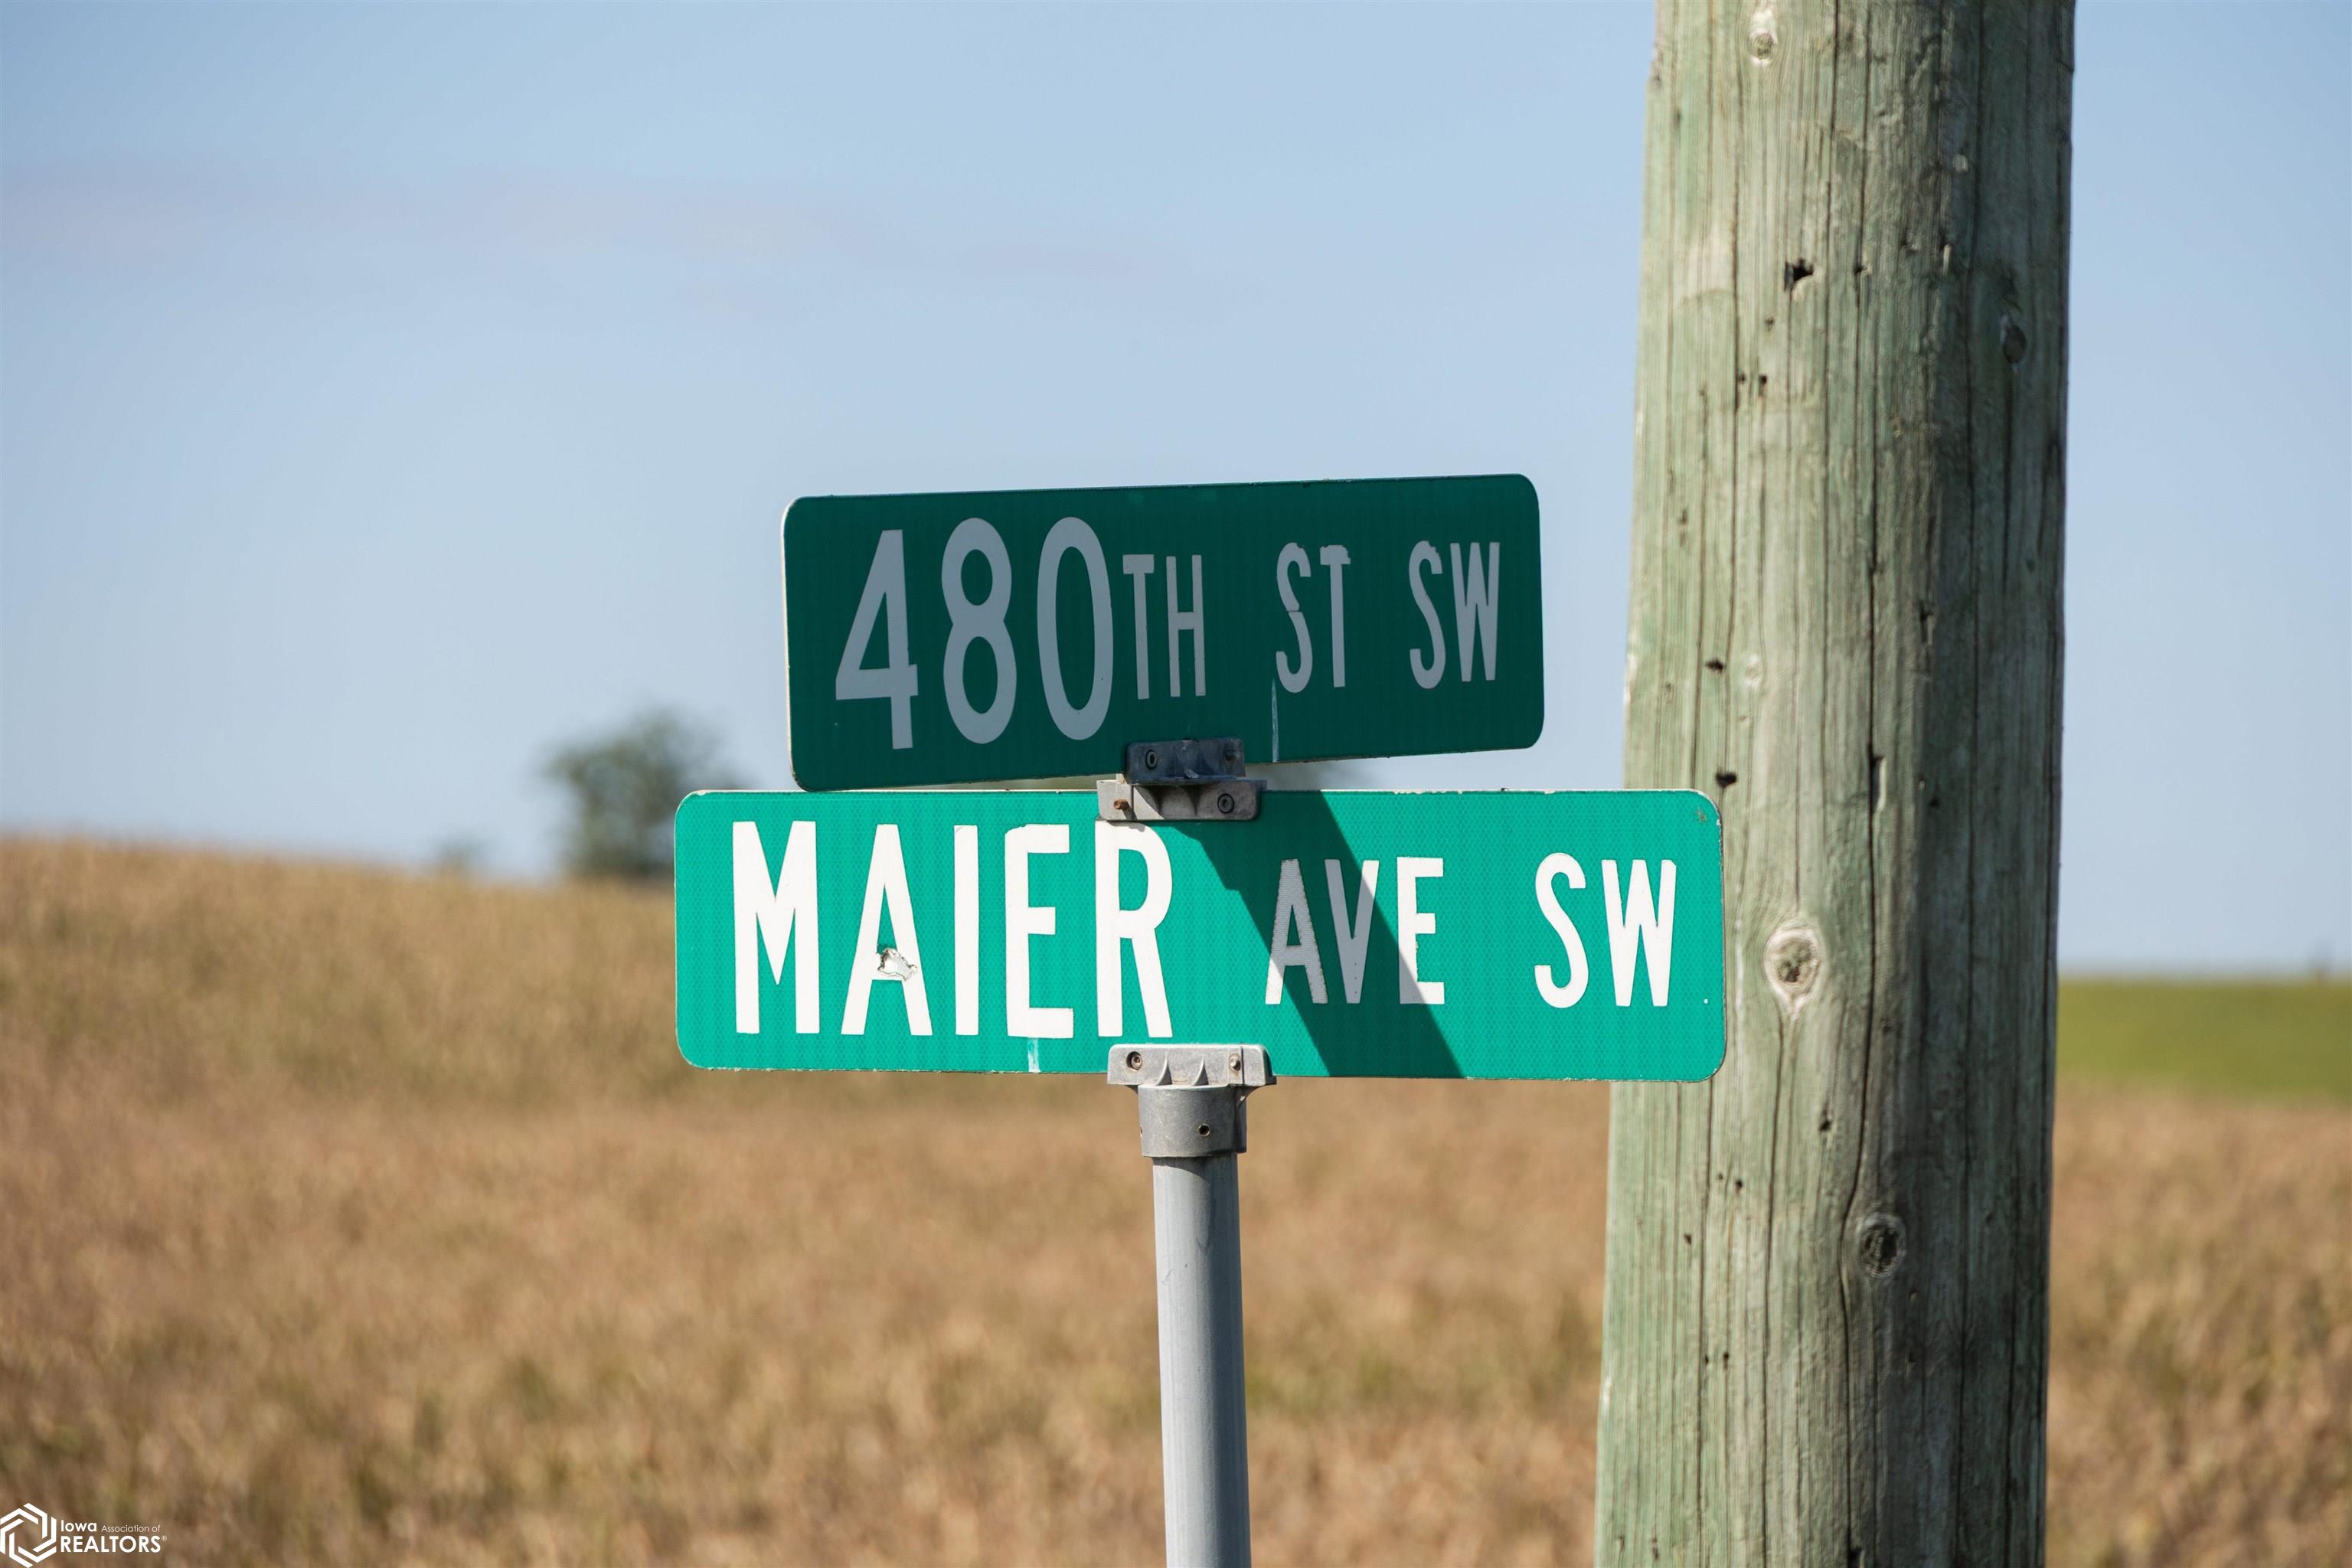 480TH ST SW
MAIER AVE SW
Iowa Association of
REALTORS®